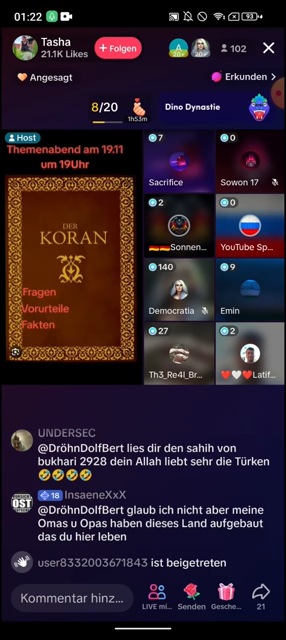 01:22
93
Tasha
21.1K Likes
+ Folgen
20+
20+
102
Angesagt
Erkunden >
8/20
1h53m
Dino Dynastie
Host
Themenabend am 19.11
um 19Uhr
DER
KORAN
Fragen
Vorurteile
Fakten
7
Sacrifice
0
Sowon 17
2
Sonnen...
0
YouTube Sp...
140
Democratia
9
Emin
27
Th3_Re4l_Br...
2
❤️🤍❤️Latif...
UNDERSEC
@DröhnDolfBert lies dir den sahih von
bukhari 2928 dein Allah liebt sehr die Türken
🤣🤣🤣🤣
OST
18 InsaeneXxX
@DröhnDolfBert glaub ich nicht aber meine
Omas u Opas haben dieses Land aufgebaut
das du hier leben
user8332003671843 ist beigetreten
Kommentar hinz...
LIVE mi...
Senden
Gesche...
21